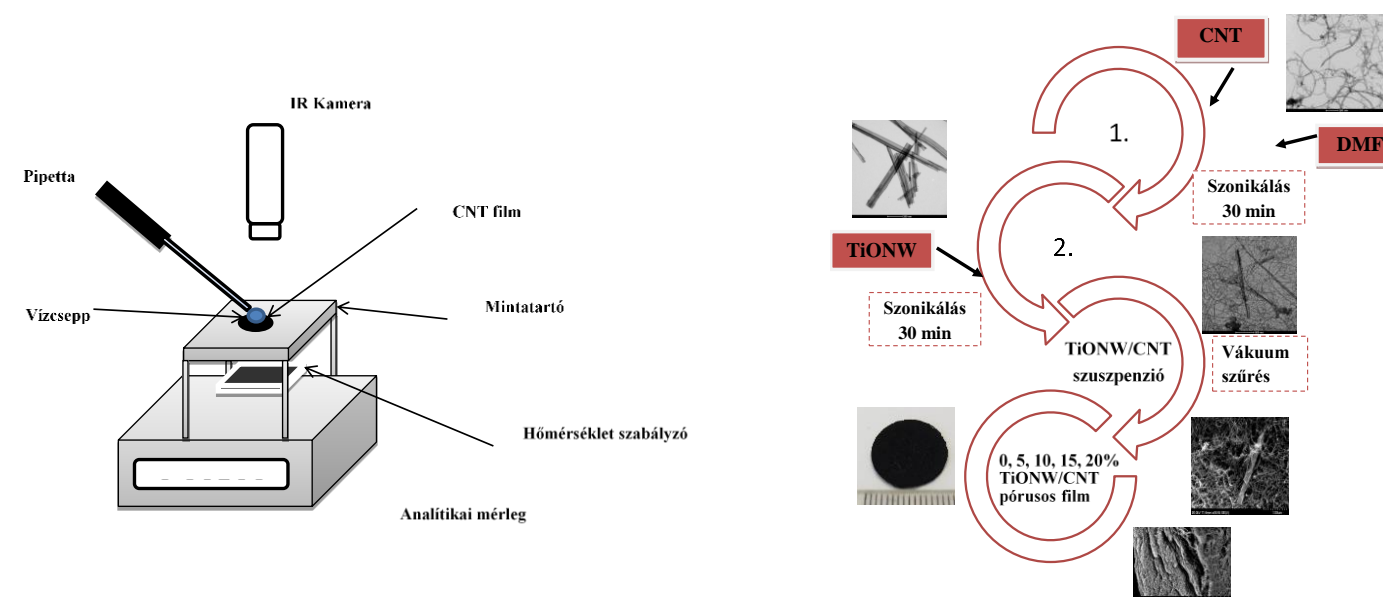 IR Kamera
Pipetta
CNT film
Vízcsepp
Mintatartó
Hőmérséklet szabályzó
Analítikai mérleg
CNT
1.
DMF
Szonikálás
30 min
2.
TiONW
Szonikálás
30 min
TiONW/CNT
szuszpenzió
Vákuum
szűrés
0, 5, 10, 15, 20%
TiONW/CNT
pórusos film